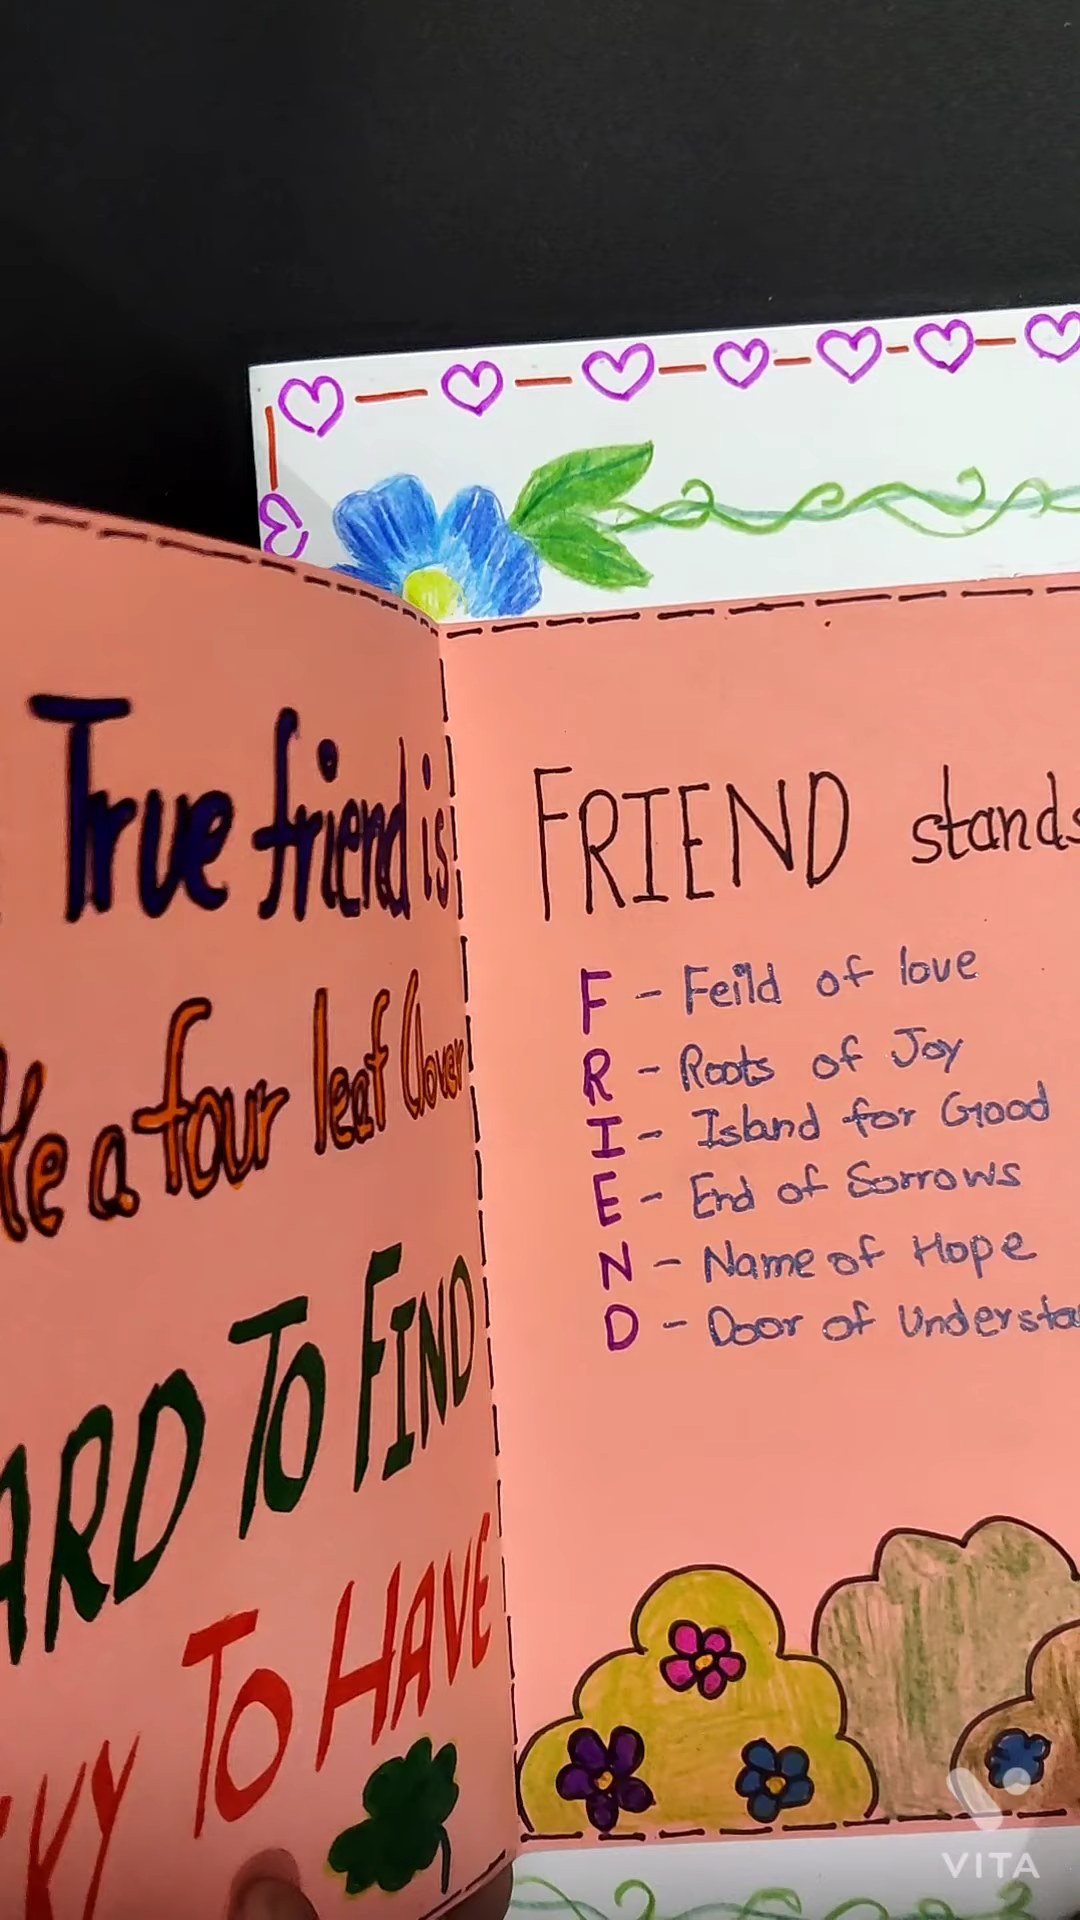 True friend is
a four leaf Clover
TO FIND
TO HAVE
FRIEND stands
F - Feild of love
R - Roots of Joy
I - Island for Good
E - End of Sorrows
N - Name of Hope
D - Door of
VITA